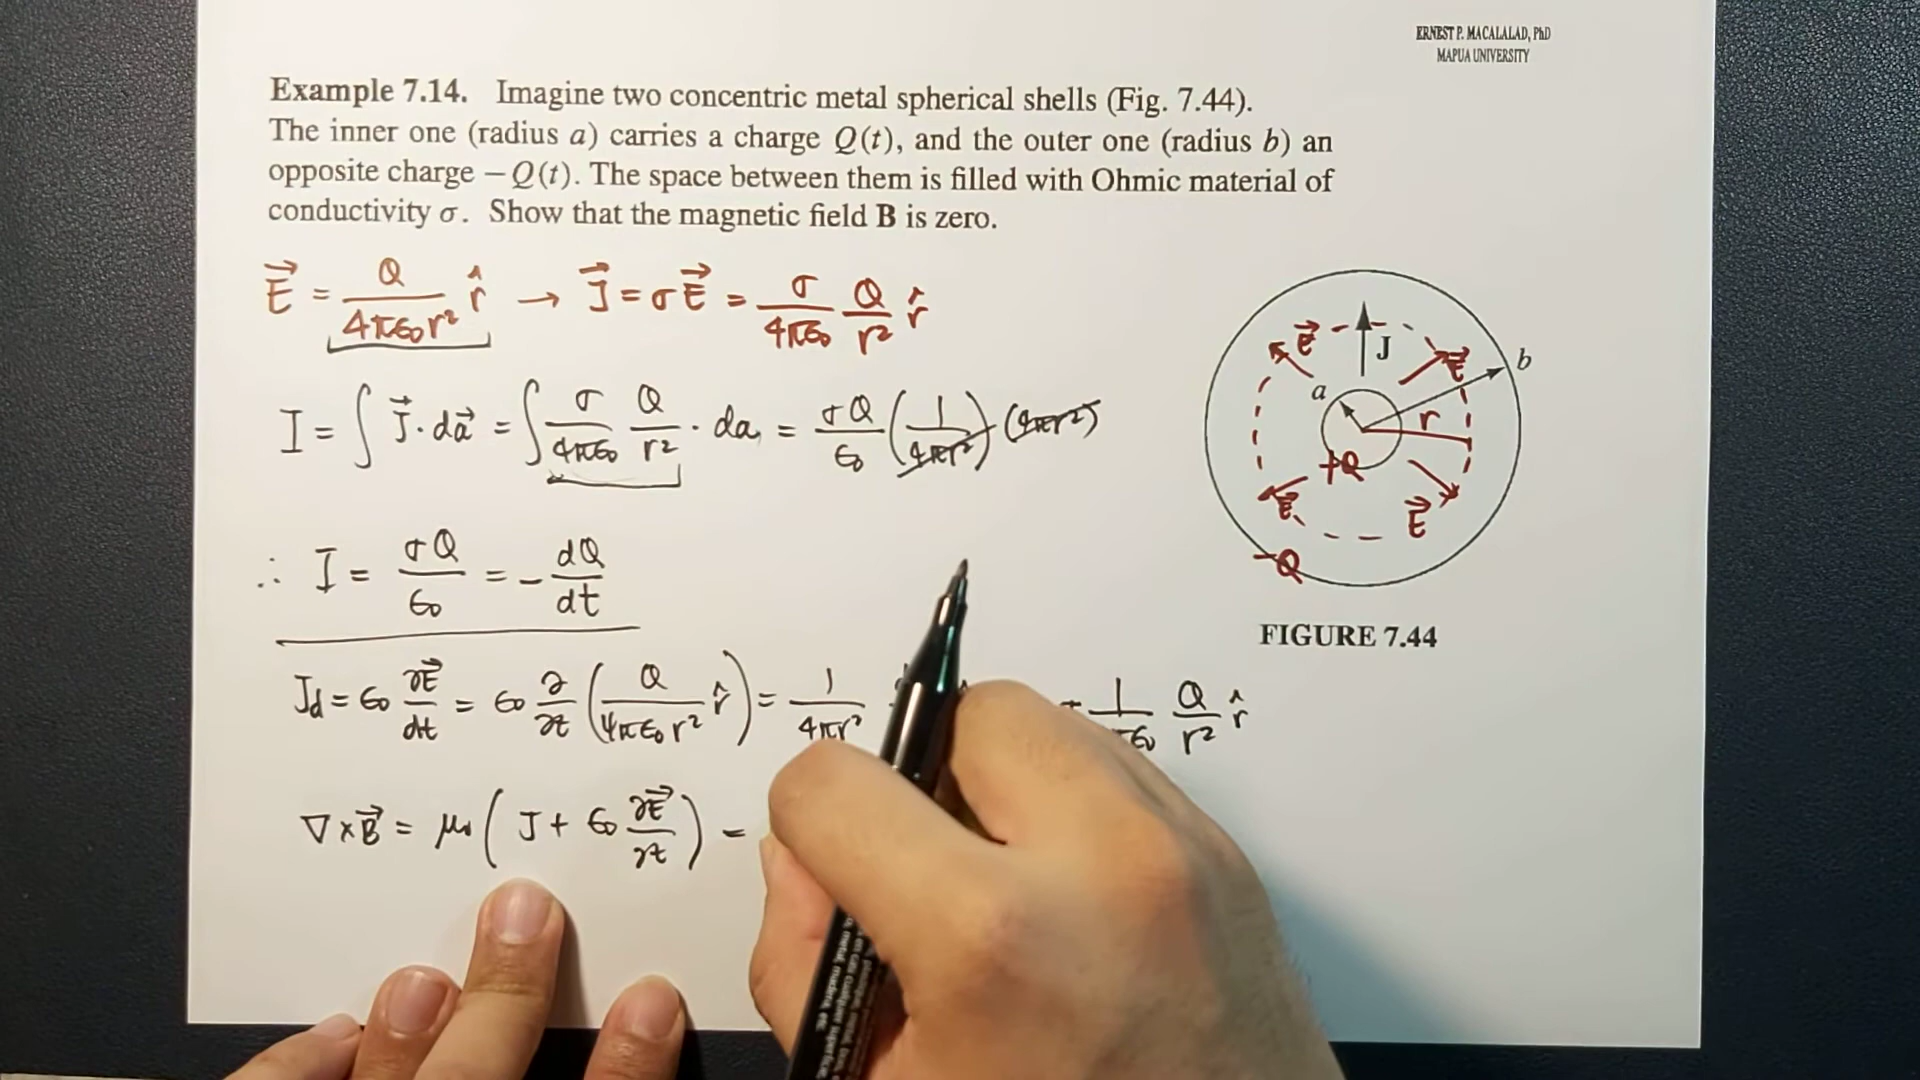 ERNEST P. MACALALAD, PhD
MAPUA UNIVERSITY
Example 7.14. Imagine two concentric metal spherical shells (Fig. 7.44).
The inner one (radius a) carries a charge Q(t), and the outer one (radius b) an
opposite charge −Q(t). The space between them is filled with Ohmic material of
conductivity σ. Show that the magnetic field B is zero.
E⃗ = Q/(4πϵ₀r²) r̂ → J⃗ = σE⃗ = σ/(4πϵ₀) Q/r² r̂
I = ∫ J⃗ · da⃗ = ∫ σ/(4πϵ₀) Q/r² · da = σQ/ϵ₀ (1/(4πr²)) (4πr²)
∴ I = σQ/ϵ₀ = − dQ/dt
Jd = ϵ₀ ∂E⃗/dt = ϵ₀ ∂/∂t (Q/(4πϵ₀r²) r̂) = 1/(4πr²) 1/ϵ₀ Q/r² r̂
∇ × B⃗ = μ₀ ( J + ϵ₀ ∂E⃗/∂t ) =
E⃗
J
E⃗
b
a
r
+Q
E⃗
E⃗
−Q
FIGURE 7.44